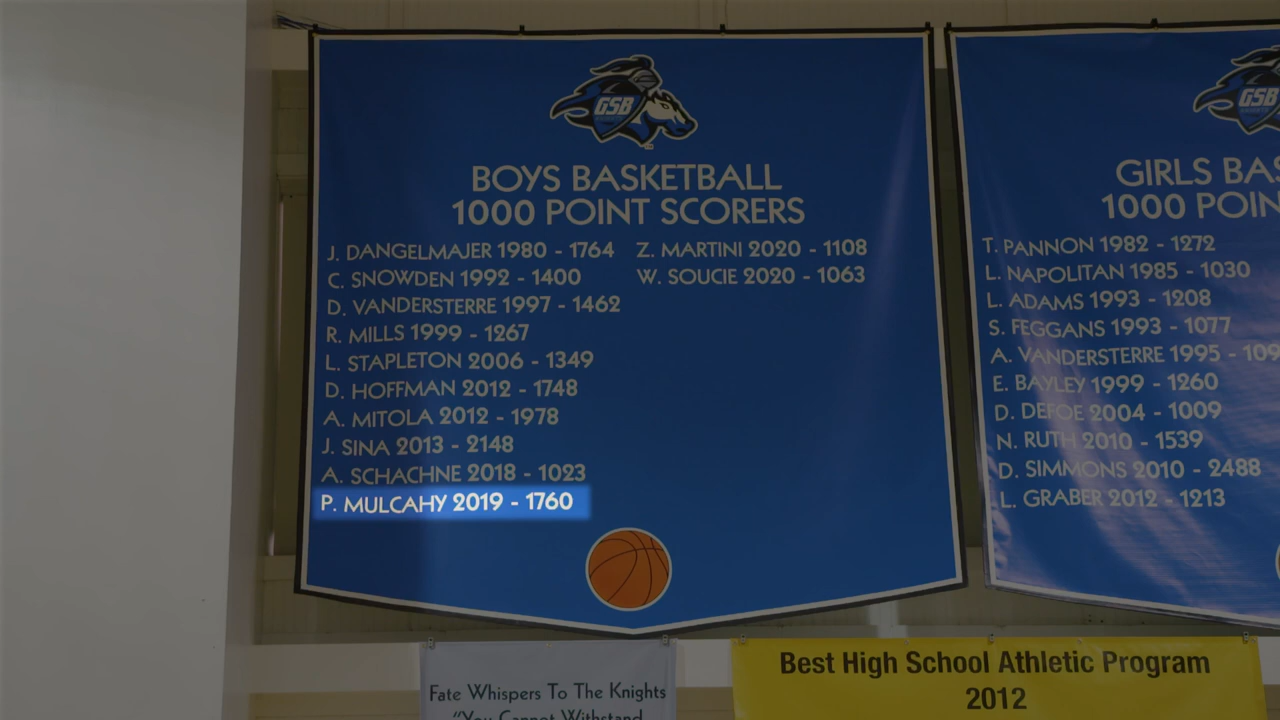 GSB
BOYS BASKETBALL
1000 POINT SCORERS
J. DANGELMAJER 1980 - 1764
C. SNOWDEN 1992 - 1400
D. VANDERSTERRE 1997 - 1462
R. MILLS 1999 - 1267
L. STAPLETON 2006 - 1349
D. HOFFMAN 2012 - 1748
A. MITOLA 2012 - 1978
J. SINA 2013 - 2148
A. SCHACHNE 2018 - 1023
P. MULCAHY 2019 - 1760
Z. MARTINI 2020 - 1108
W. SOUCIE 2020 - 1063
GSB
GIRLS BAS
1000 POIN
T. PANNON 1982 - 1272
L. NAPOLITAN 1985 - 1030
L. ADAMS 1993 - 1208
S. FEGGANS 1993 - 1077
A. VANDERSTERRE 1995 - 109
E. BAYLEY 1999 - 1260
D. DEFOE 2004 - 1009
N. RUTH 2010 - 1539
D. SIMMONS 2010 - 2488
L. GRABER 2012 - 1213
Fate Whispers To The Knights
"You Cannot Withstand
Best High School Athletic Program
2012